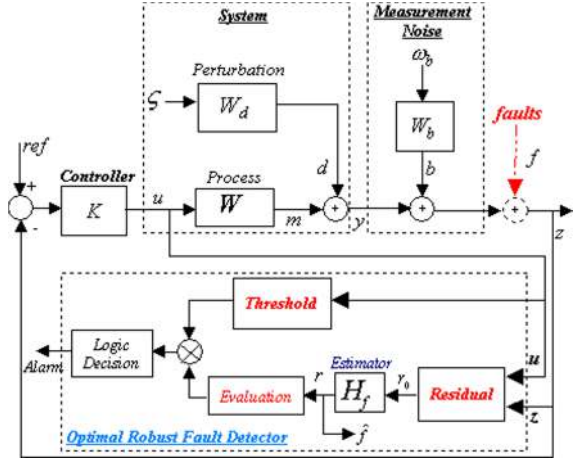 System
Measurement
Noise
Perturbation
ς
W_d
ω_b
W_b
faults
ref
Controller
Process
d
b
f
+
K
u
W
m
+
y
+
+
z
-
Threshold
Logic
Decision
Alarm
Estimator
u
Evaluation
r
H_f
r_0
Residual
z
f̂
Optimal Robust Fault Detector